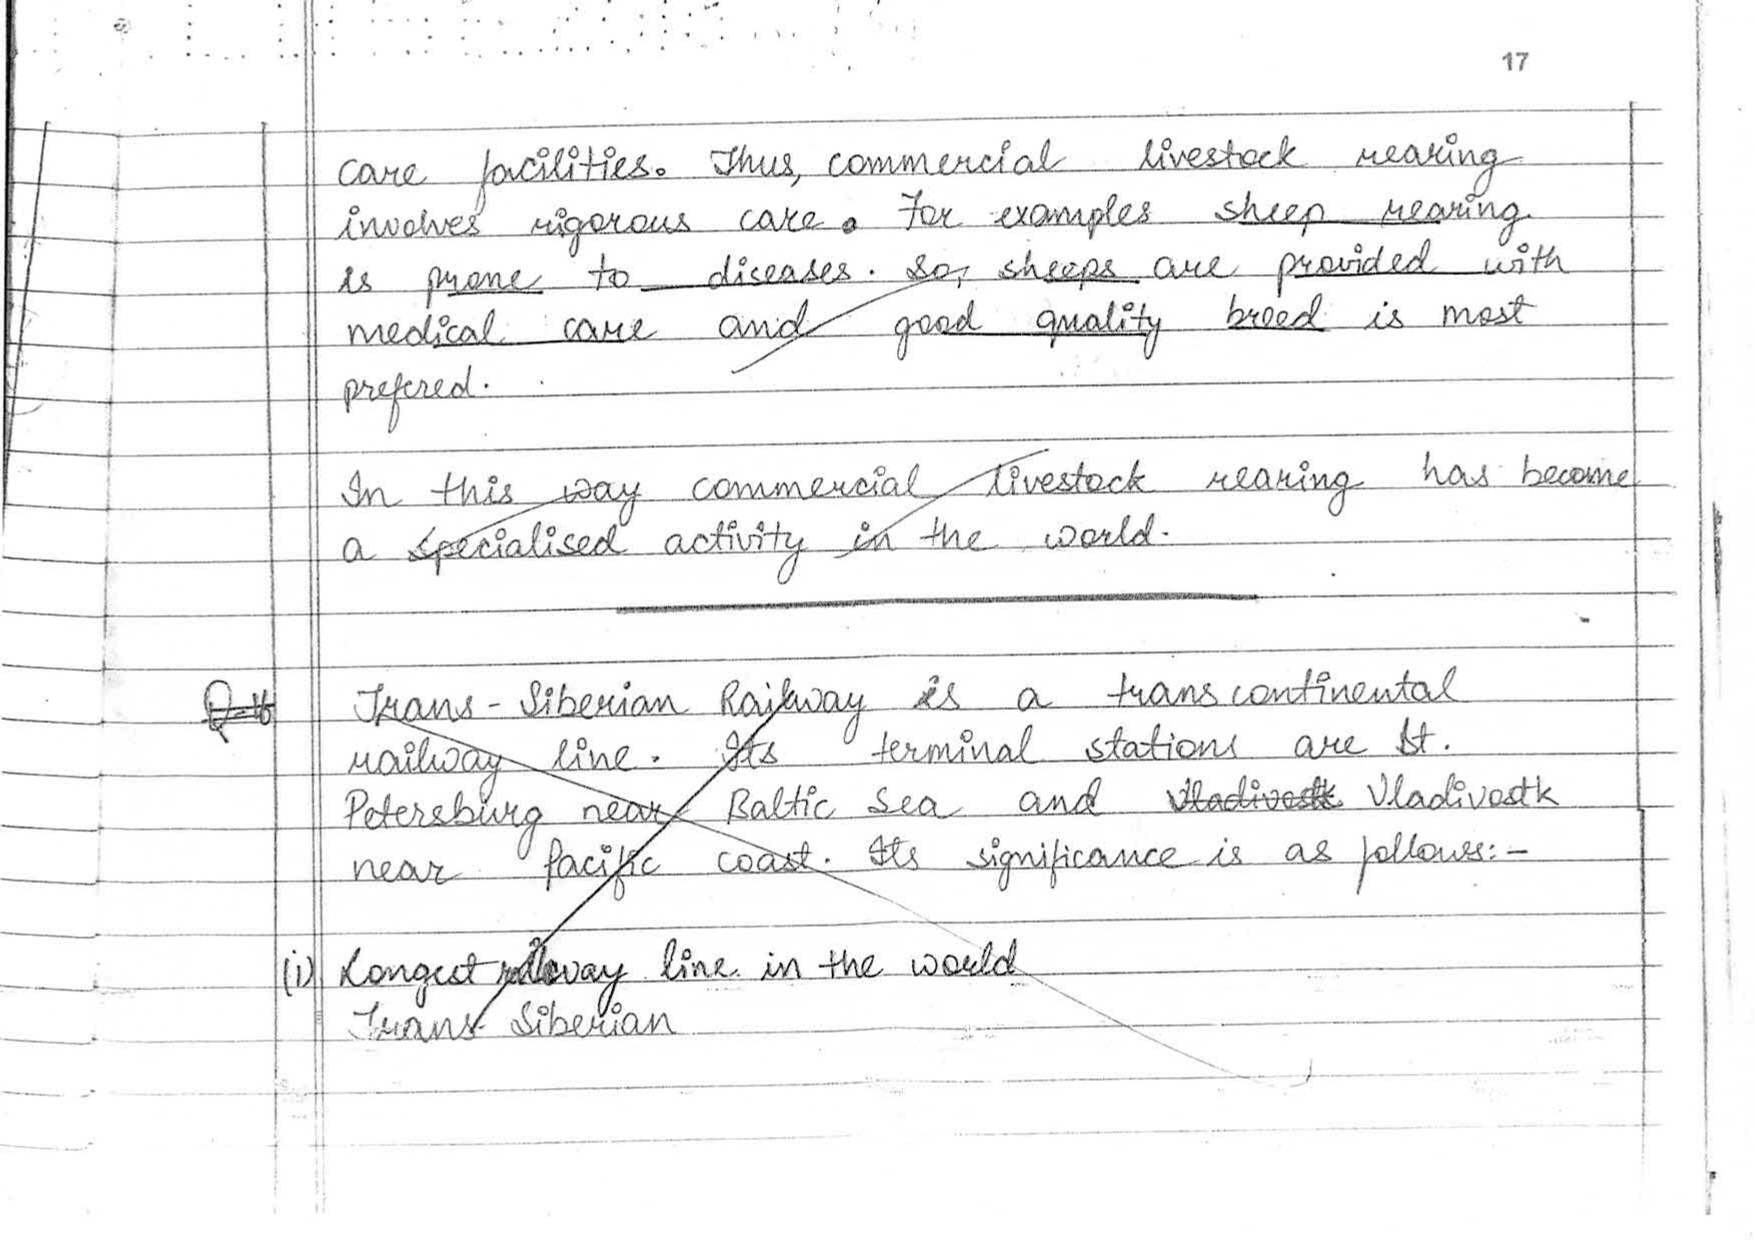 17
care facilities. Thus, commercial livestock rearing
involves rigorous care. For examples sheep rearing
is prone to diseases. So, sheeps are provided with
medical care and good quality breed is most
prefered.
In this way commercial livestock rearing has become
a specialised activity in the world.
Q-16 Trans-Siberian Railway is a trans continental
railway line. Its terminal stations are St.
Petersburg near Baltic Sea and Vladivostk Vladivostk
near Pacific coast. Its significance is as follows:-
(i) Longest railway line in the world
Trans-Siberian